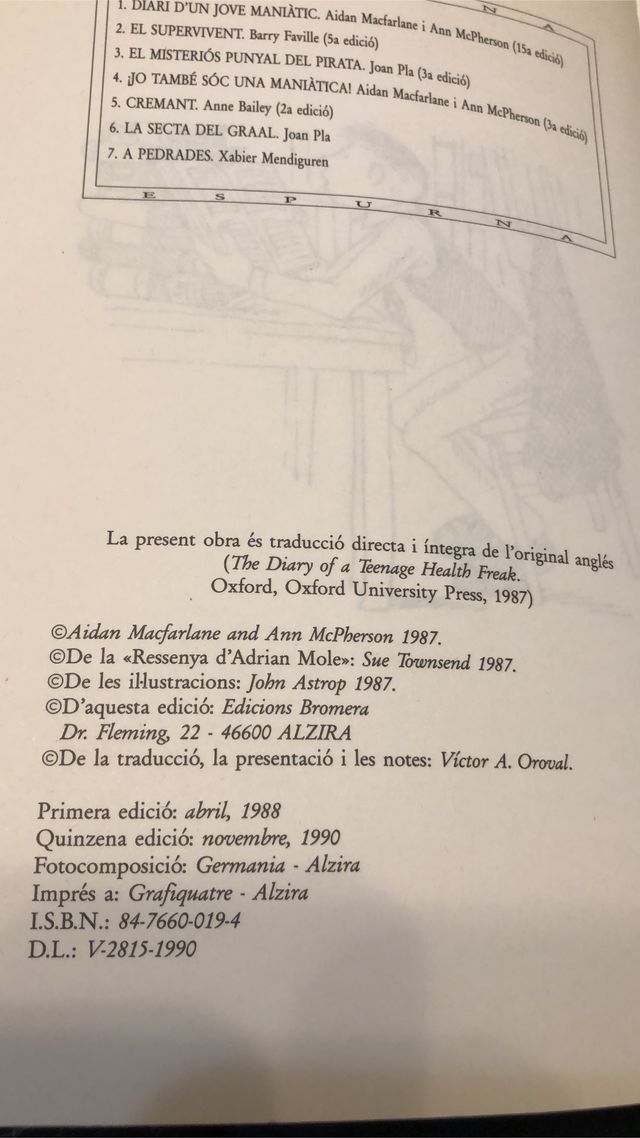 N A
1. DIARI D'UN JOVE MANIÀTIC. Aidan Macfarlane i Ann McPherson (15a edició)
2. EL SUPERVIVENT. Barry Faville (5a edició)
3. EL MISTERIÓS PUNYAL DEL PIRATA. Joan Pla (3a edició)
4. ¡JO TAMBÉ SÓC UNA MANIÀTICA! Aidan Macfarlane i Ann McPherson (3a edició)
5. CREMANT. Anne Bailey (2a edició)
6. LA SECTA DEL GRAAL. Joan Pla
7. A PEDRADES. Xabier Mendiguren
E S P U R N A
La present obra és traducció directa i íntegra de l'original anglés
(The Diary of a Teenage Health Freak.
Oxford, Oxford University Press, 1987)
©Aidan Macfarlane and Ann McPherson 1987.
©De la «Ressenya d'Adrian Mole»: Sue Townsend 1987.
©De les il·lustracions: John Astrop 1987.
©D'aquesta edició: Edicions Bromera
Dr. Fleming, 22 - 46600 ALZIRA
©De la traducció, la presentació i les notes: Víctor A. Oroval.
Primera edició: abril, 1988
Quinzena edició: novembre, 1990
Fotocomposició: Germania - Alzira
Imprés a: Grafiquatre - Alzira
I.S.B.N.: 84-7660-019-4
D.L.: V-2815-1990